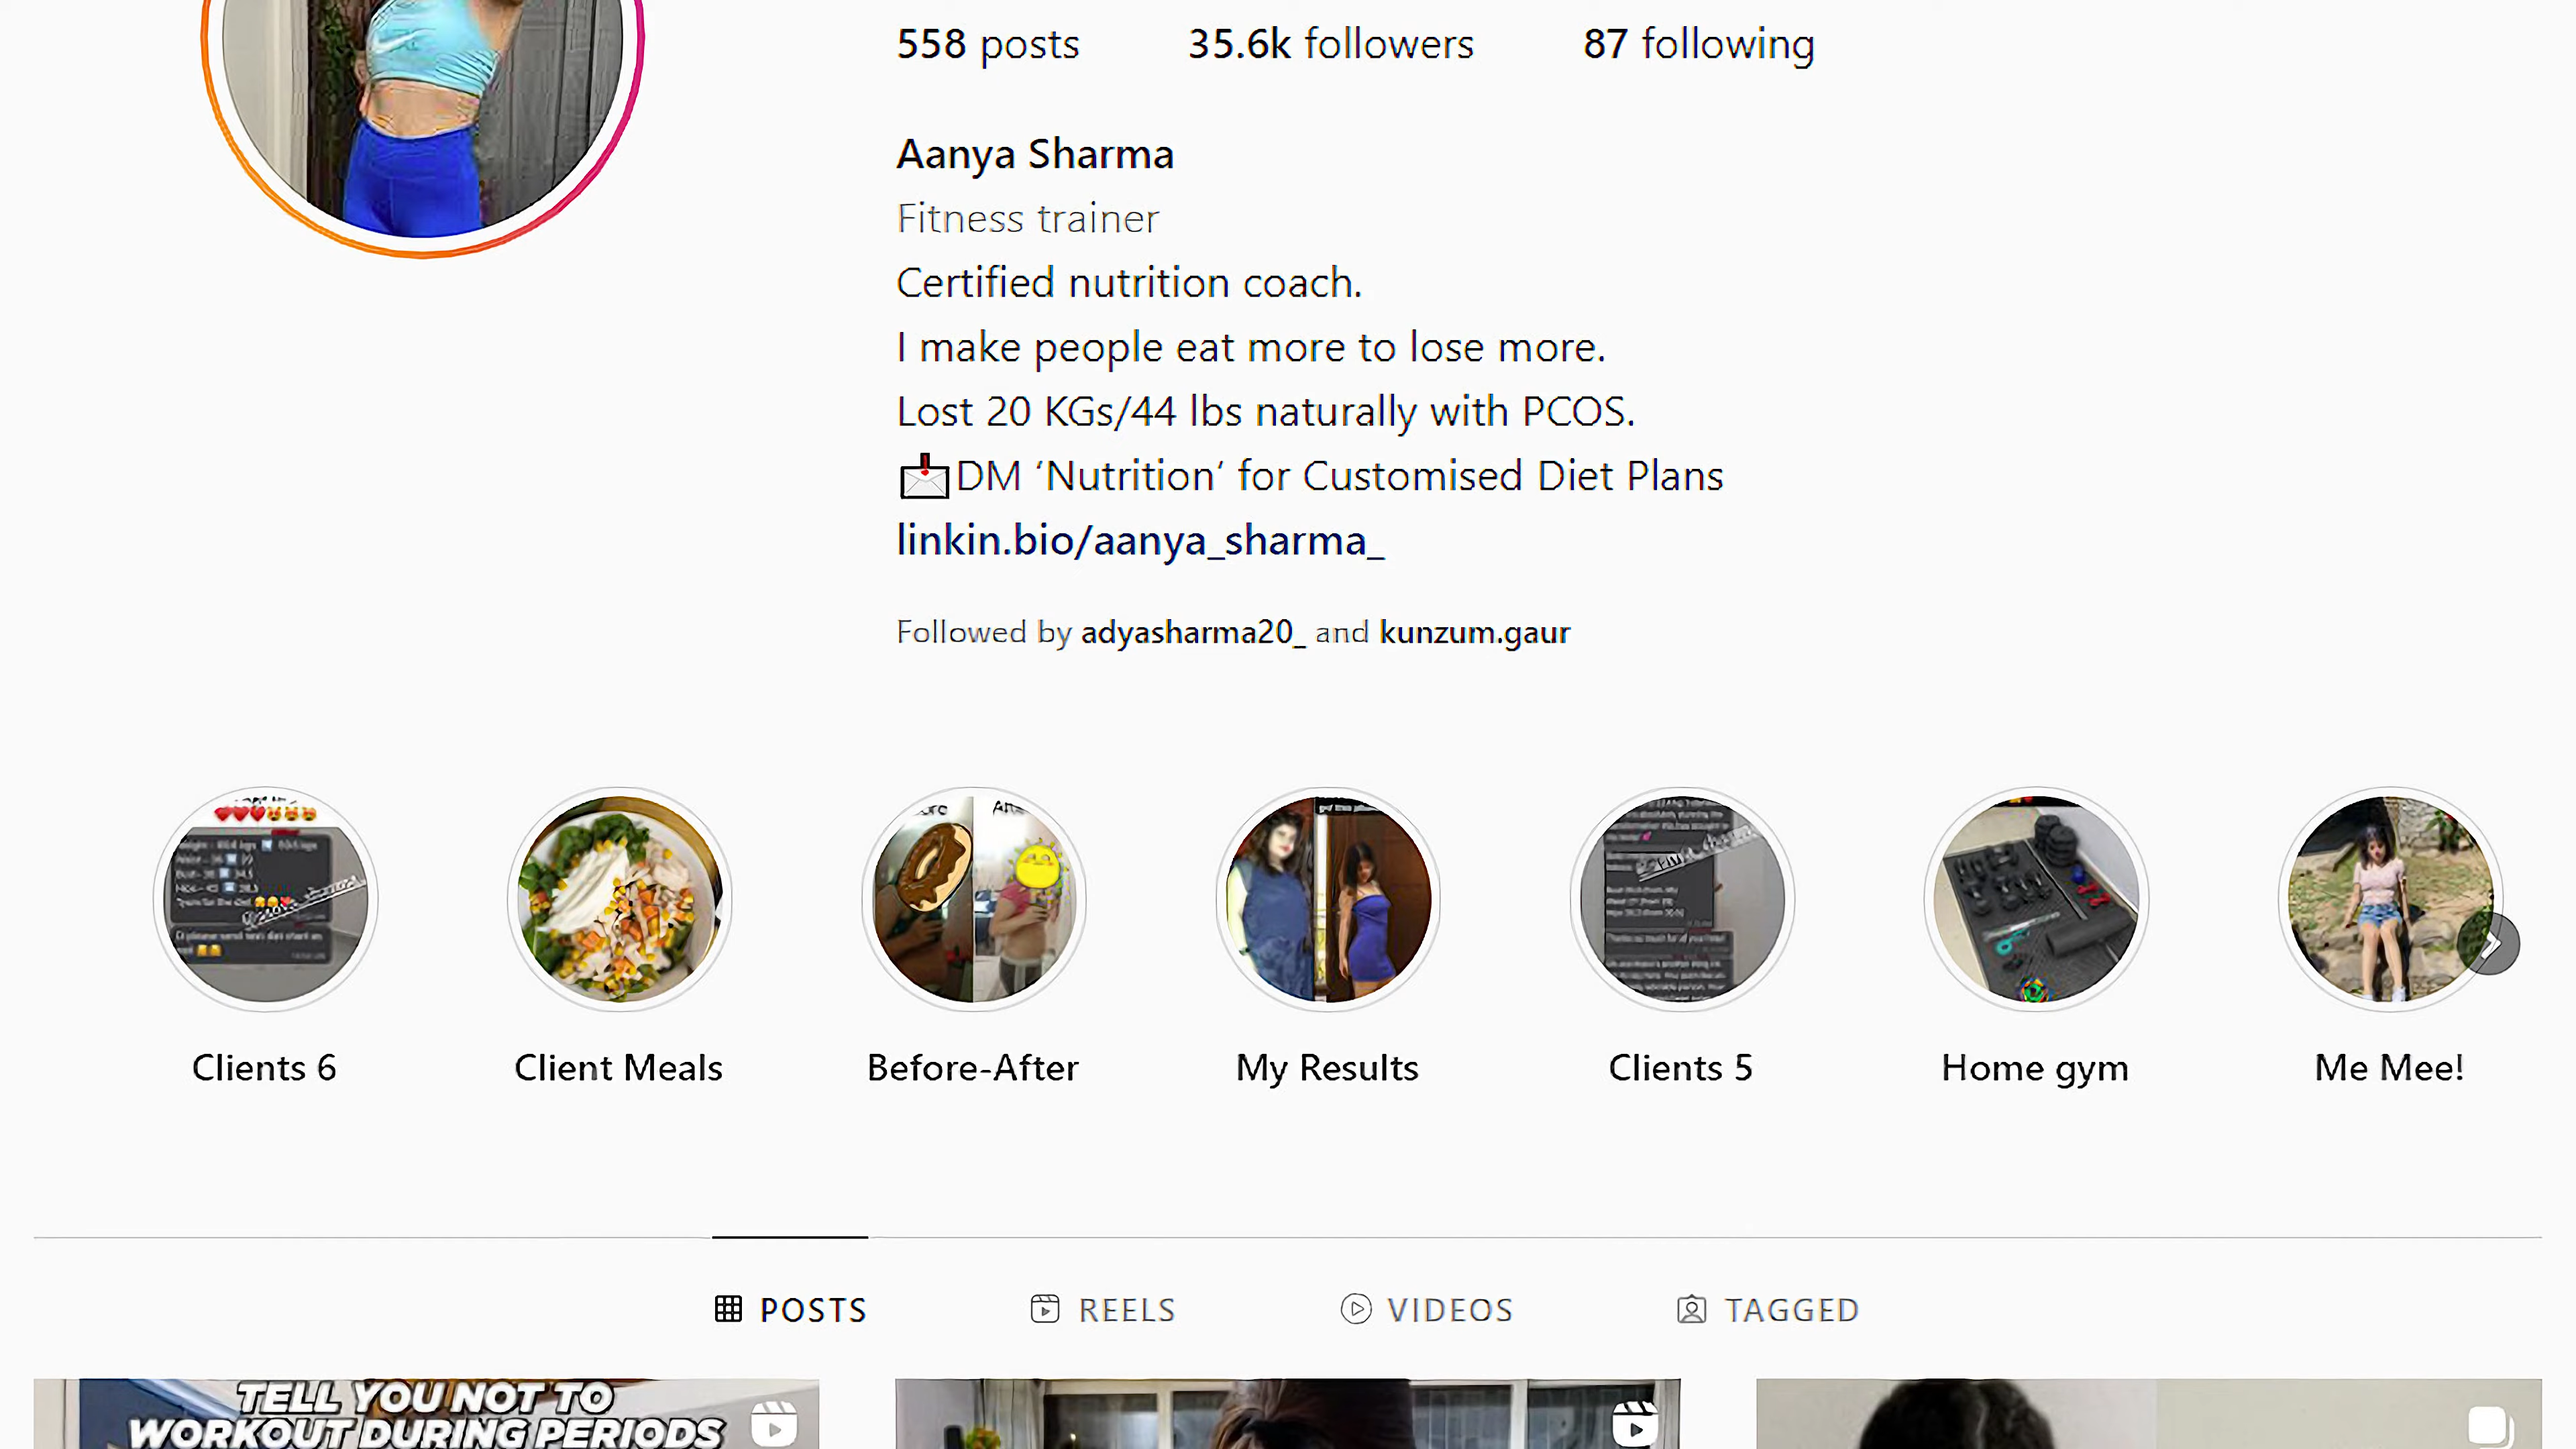 558 posts 35.6k followers 87 following
Aanya Sharma
Fitness trainer
Certified nutrition coach.
I make people eat more to lose more.
Lost 20 KGs/44 lbs naturally with PCOS.
📩DM ‘Nutrition’ for Customised Diet Plans
linkin.bio/aanya_sharma_
Followed by adyasharma20_ and kunzum.gaur
Clients 6 Client Meals Before-After My Results Clients 5 Home gym Me Mee!
POSTS REELS VIDEOS TAGGED
TELL YOU NOT TO
WORKOUT DURING PERIODS